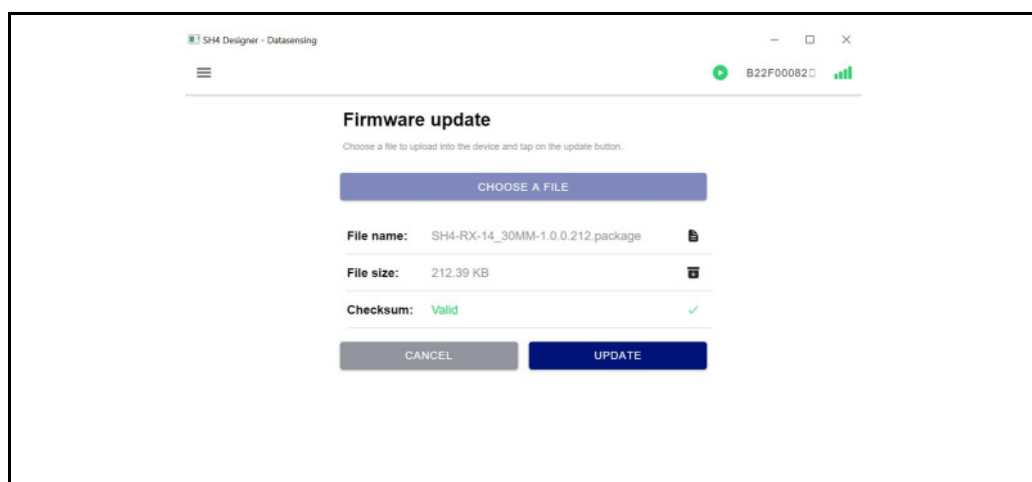 SH4 Designer - Datasensing
B22F00082
Firmware update
Choose a file to upload into the device and tap on the update button.
CHOOSE A FILE
File name: SH4-RX-14_30MM-1.0.0.212.package
File size: 212.39 KB
Checksum: Valid
CANCEL UPDATE